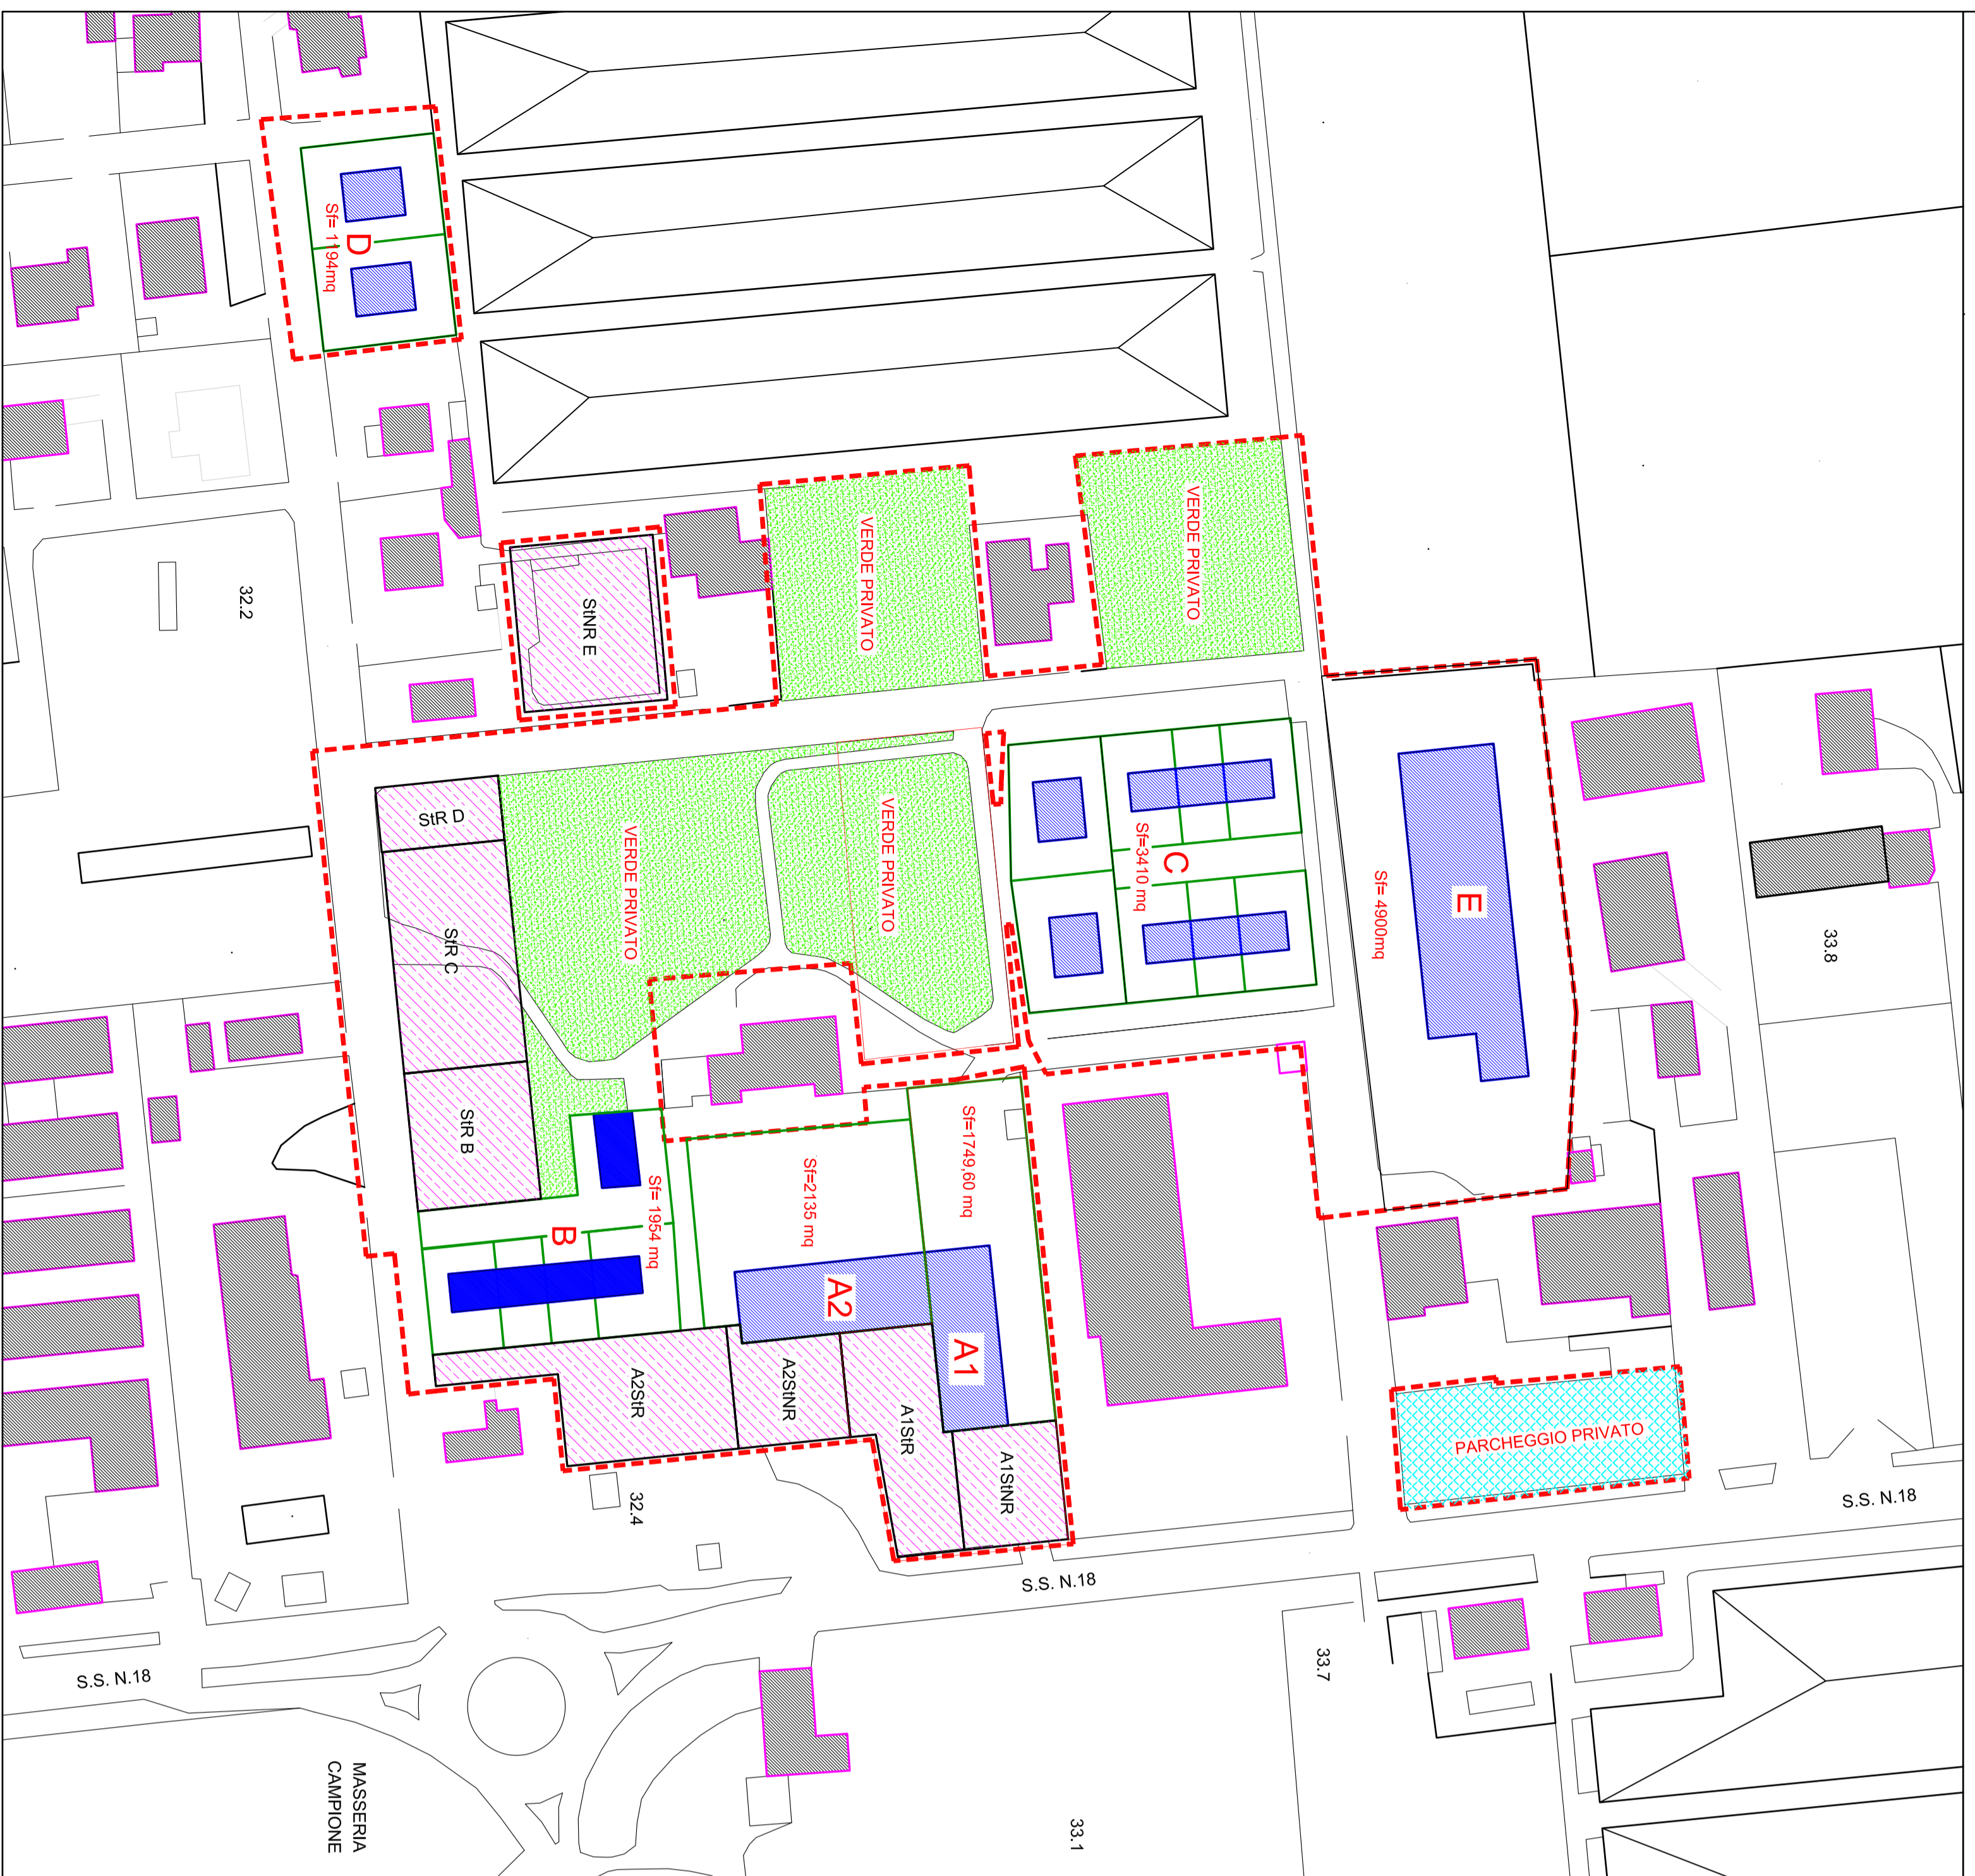 D
Sf= 1194mq
VERDE PRIVATO
VERDE PRIVATO
StNR E
32.2
VERDE PRIVATO
VERDE PRIVATO
StR D
StR C
StR B
C
Sf=3410 mq
E
Sf= 4900mq
33.8
Sf=1749,60 mq
Sf=2135 mq
Sf= 1954 mq
B
A2
A1
A2StR
A2StNR
A1StR
A1StNR
PARCHEGGIO PRIVATO
S.S. N.18
32.4
S.S. N.18
S.S. N.18
33.7
33.1
MASSERIA
CAMPIONE